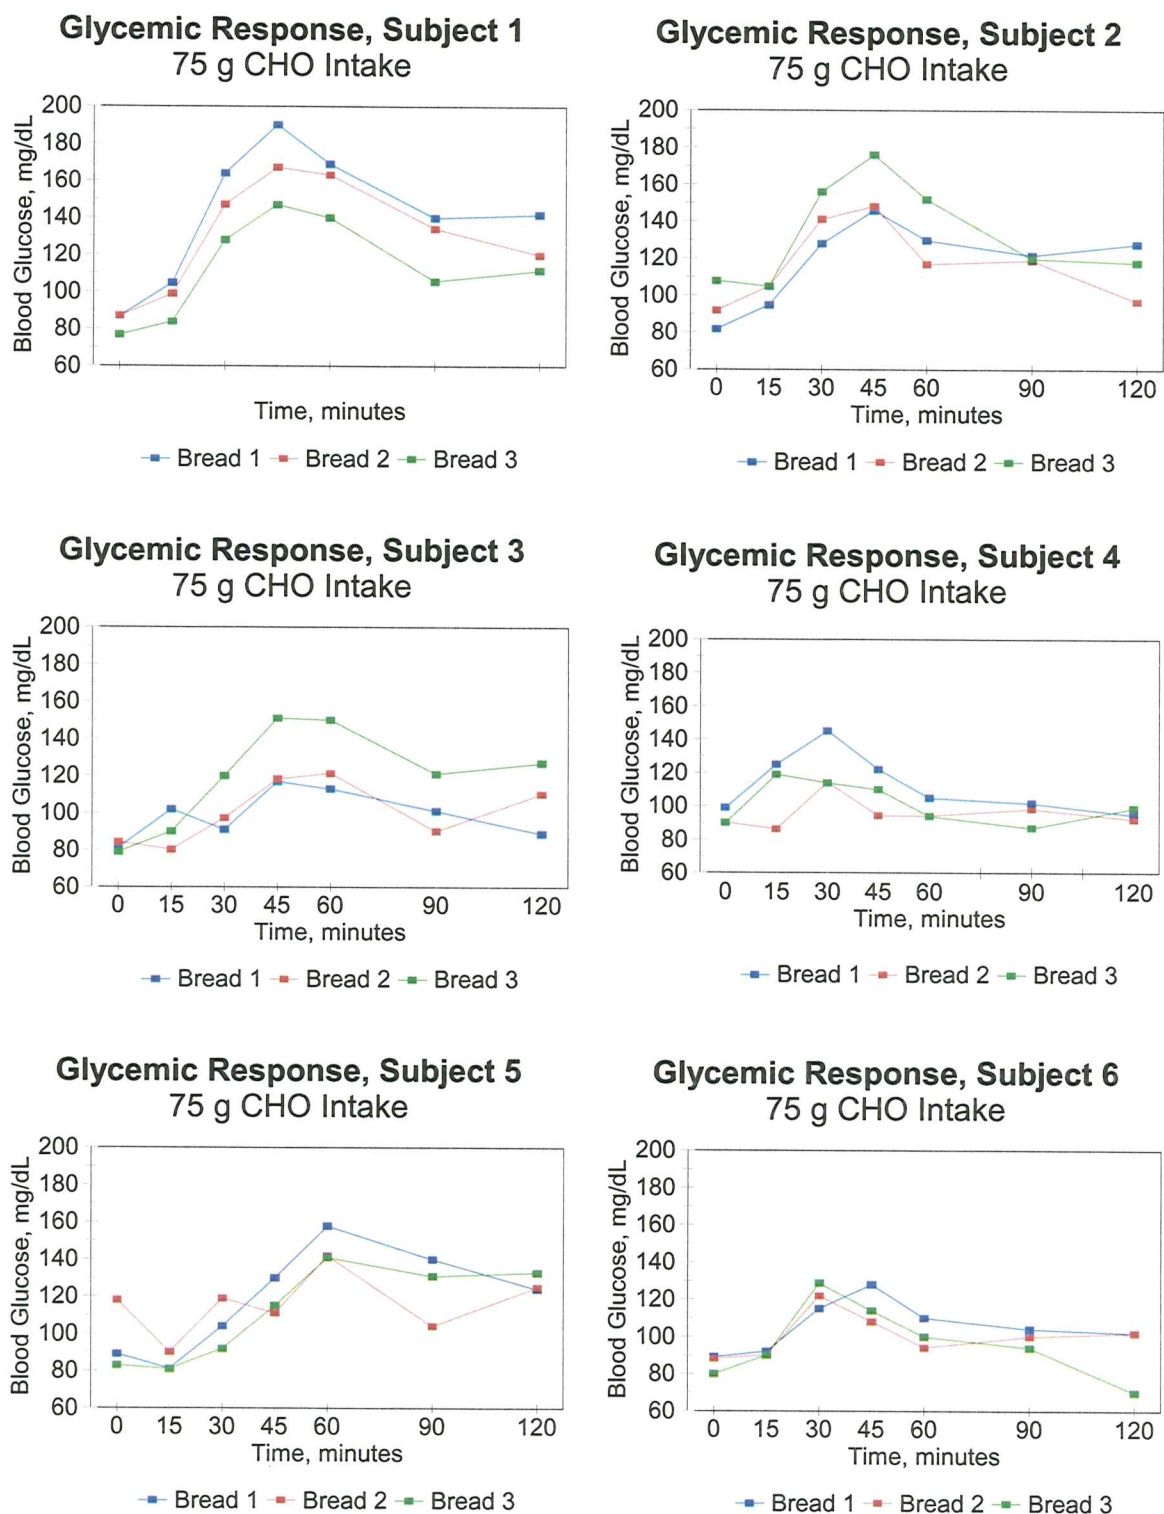 Glycemic Response, Subject 1
75 g CHO Intake
Blood Glucose, mg/dL
200
180
160
140
120
100
80
60
Time, minutes
Bread 1 Bread 2 Bread 3
Glycemic Response, Subject 2
75 g CHO Intake
Blood Glucose, mg/dL
200
180
160
140
120
100
80
60
0 15 30 45 60 90 120
Time, minutes
Bread 1 Bread 2 Bread 3
Glycemic Response, Subject 3
75 g CHO Intake
Blood Glucose, mg/dL
200
180
160
140
120
100
80
60
0 15 30 45 60 90 120
Time, minutes
Bread 1 Bread 2 Bread 3
Glycemic Response, Subject 4
75 g CHO Intake
Blood Glucose, mg/dL
200
180
160
140
120
100
80
60
0 15 30 45 60 90 120
Time, minutes
Bread 1 Bread 2 Bread 3
Glycemic Response, Subject 5
75 g CHO Intake
Blood Glucose, mg/dL
200
180
160
140
120
100
80
60
0 15 30 45 60 90 120
Time, minutes
Bread 1 Bread 2 Bread 3
Glycemic Response, Subject 6
75 g CHO Intake
Blood Glucose, mg/dL
200
180
160
140
120
100
80
60
0 15 30 45 60 90 120
Time, minutes
Bread 1 Bread 2 Bread 3